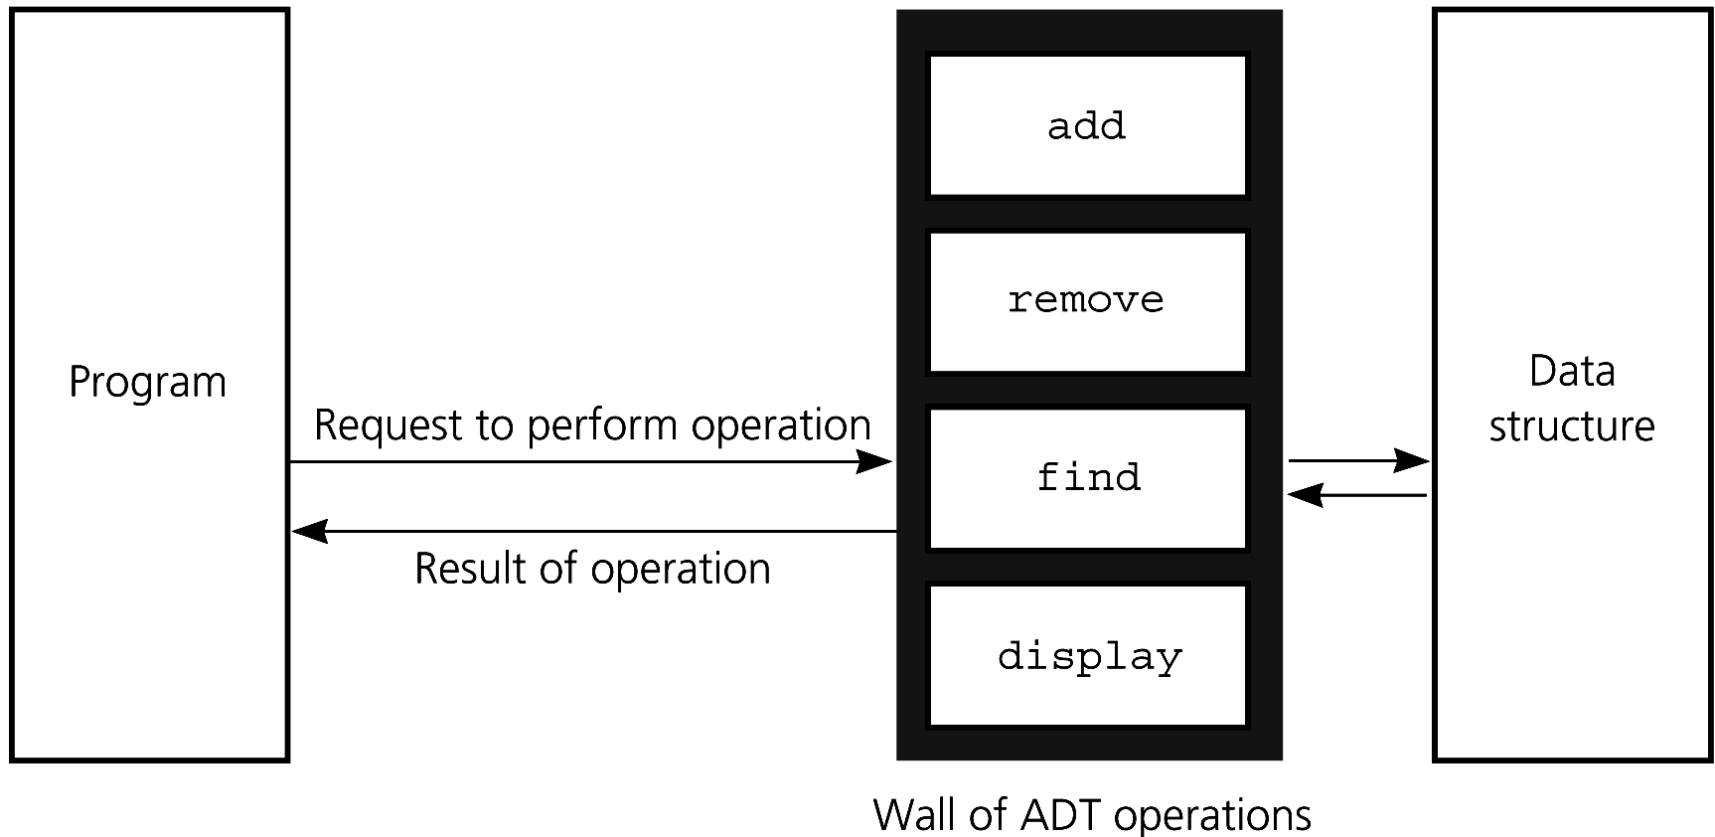 Program
Request to perform operation
Result of operation
add
remove
find
display
Wall of ADT operations
Data
structure